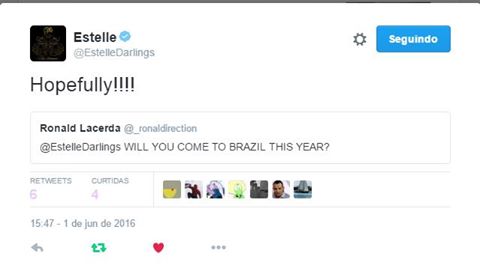 Estelle
@EstelleDarlings
Seguindo
Hopefully!!!!
Ronald Lacerda @_ronaldirection
@EstelleDarlings WILL YOU COME TO BRAZIL THIS YEAR?
RETWEETS CURTIDAS
6 4
15:47 - 1 de jun de 2016